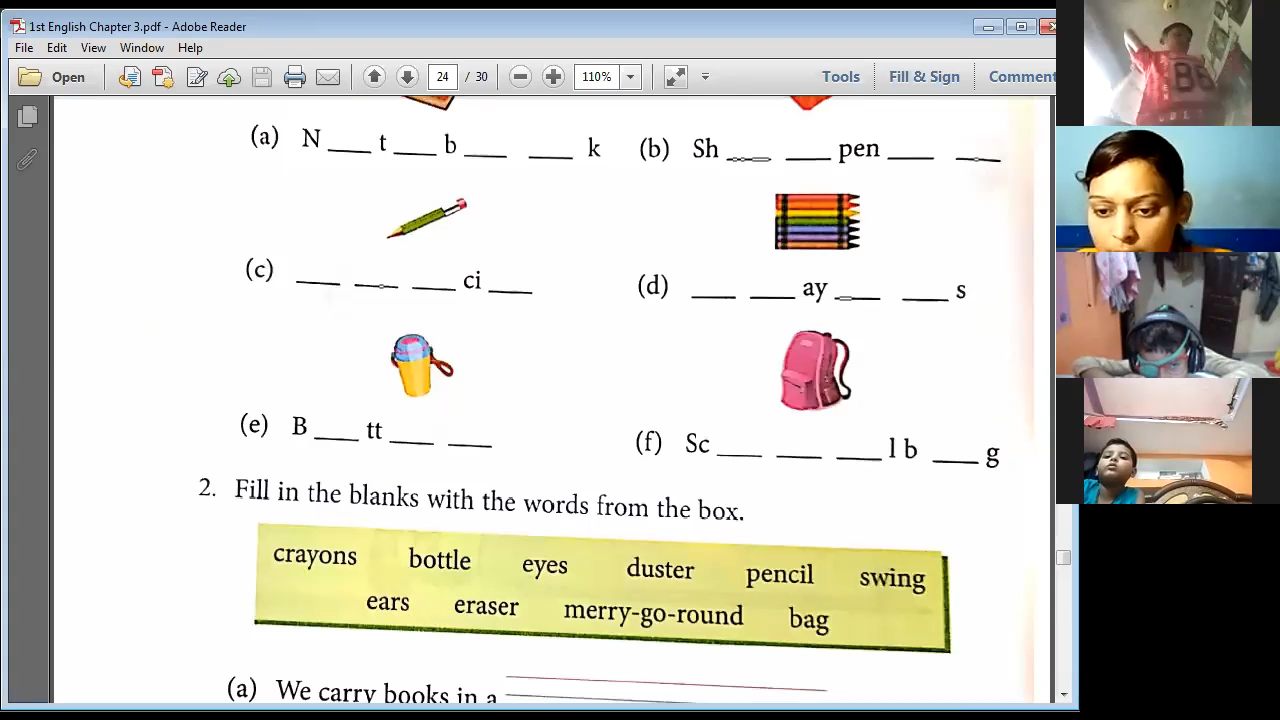 1st English Chapter 3.pdf - Adobe Reader
File Edit View Window Help
Open 24 / 30 110% Tools Fill & Sign Comment
(a) N ___ t ___ b ___ ___ k (b) Sh ___ ___ pen ___ ___
(c) ___ ___ ___ ci ___ (d) ___ ___ ay ___ ___ s
(e) B ___ tt ___ ___ (f) Sc ___ ___ ___ l b ___ g
2. Fill in the blanks with the words from the box.
crayons bottle eyes duster pencil swing
ears eraser merry-go-round bag
(a) We carry books in a
86